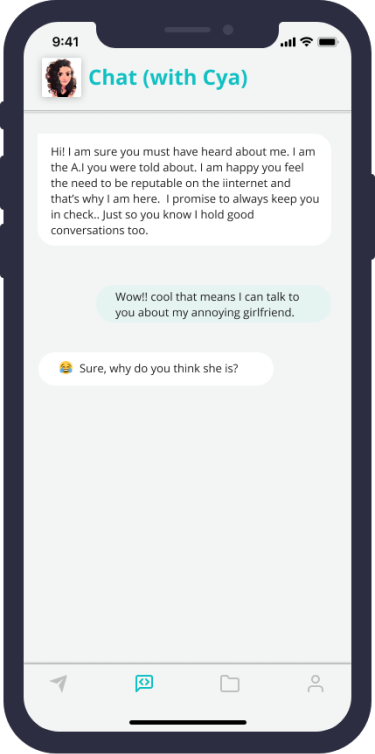 9:41
Chat (with Cya)
Hi! I am sure you must have heard about me. I am
the A.I you were told about. I am happy you feel
the need to be reputable on the iinternet and
that's why I am here.  I promise to always keep you
in check.. Just so you know I hold good
conversations too.
Wow!! cool that means I can talk to
you about my annoying girlfriend.
😂 Sure, why do you think she is?